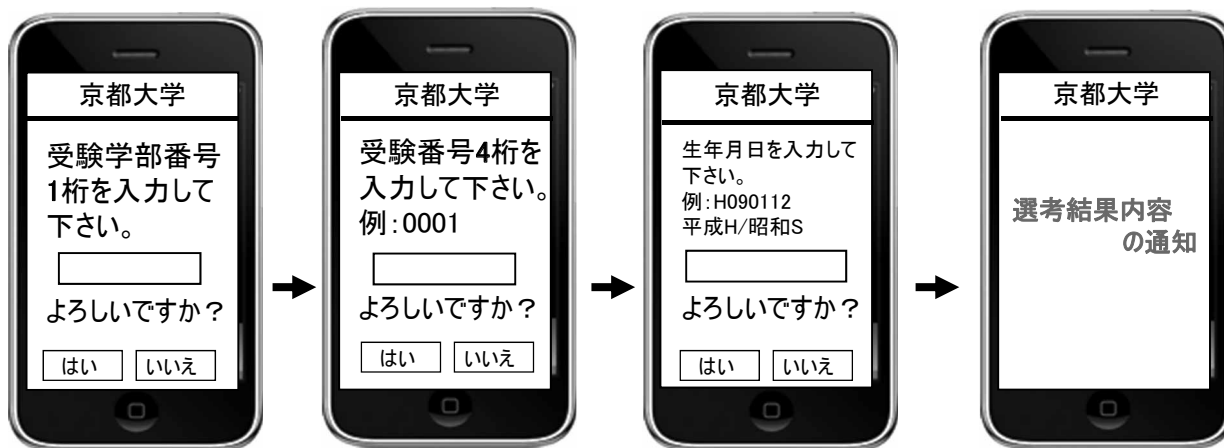 京都大学
受験学部番号
1桁を入力して
下さい。
よろしいですか？
はい
いいえ
京都大学
受験番号4桁を
入力して下さい。
例：0001
よろしいですか？
はい
いいえ
京都大学
生年月日を入力して
下さい。
例：H090112
平成H/昭和S
よろしいですか？
はい
いいえ
京都大学
選考結果内容
の通知